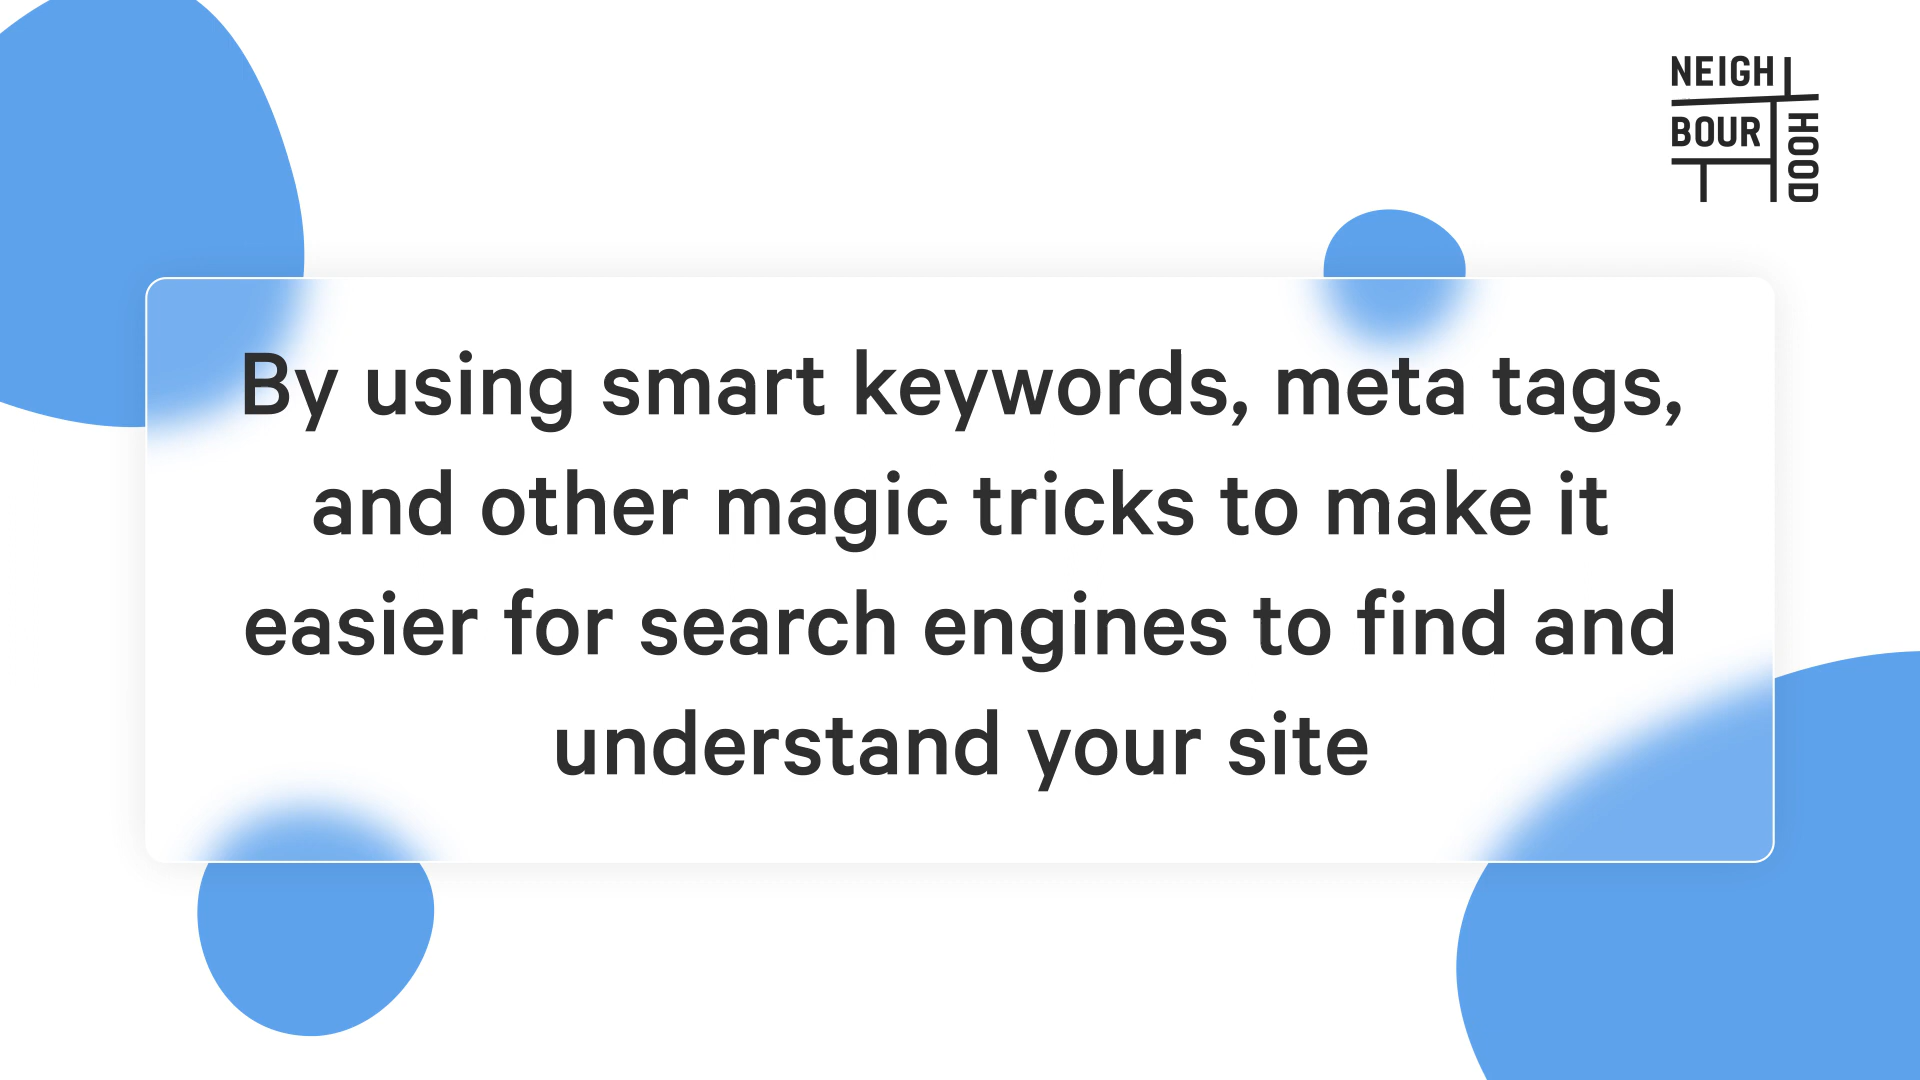 NEIGH
BOUR
HOOD
By using smart keywords, meta tags,
and other magic tricks to make it
easier for search engines to find and
understand your site